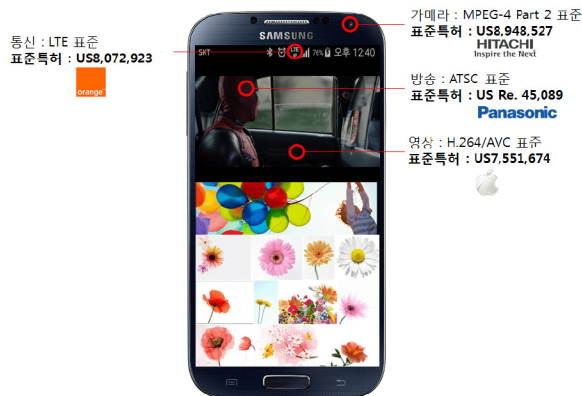 통신 : LTE 표준
표준특허 : US8,072,923
orange™
SAMSUNG
SKT
LTE
76%
오후 12:40
가메라 : MPEG-4 Part 2 표준
표준특허 : US8,948,527
HITACHI
Inspire the Next
방송 : ATSC 표준
표준특허 : US Re. 45,089
Panasonic
영상 : H.264/AVC 표준
표준특허 : US7,551,674